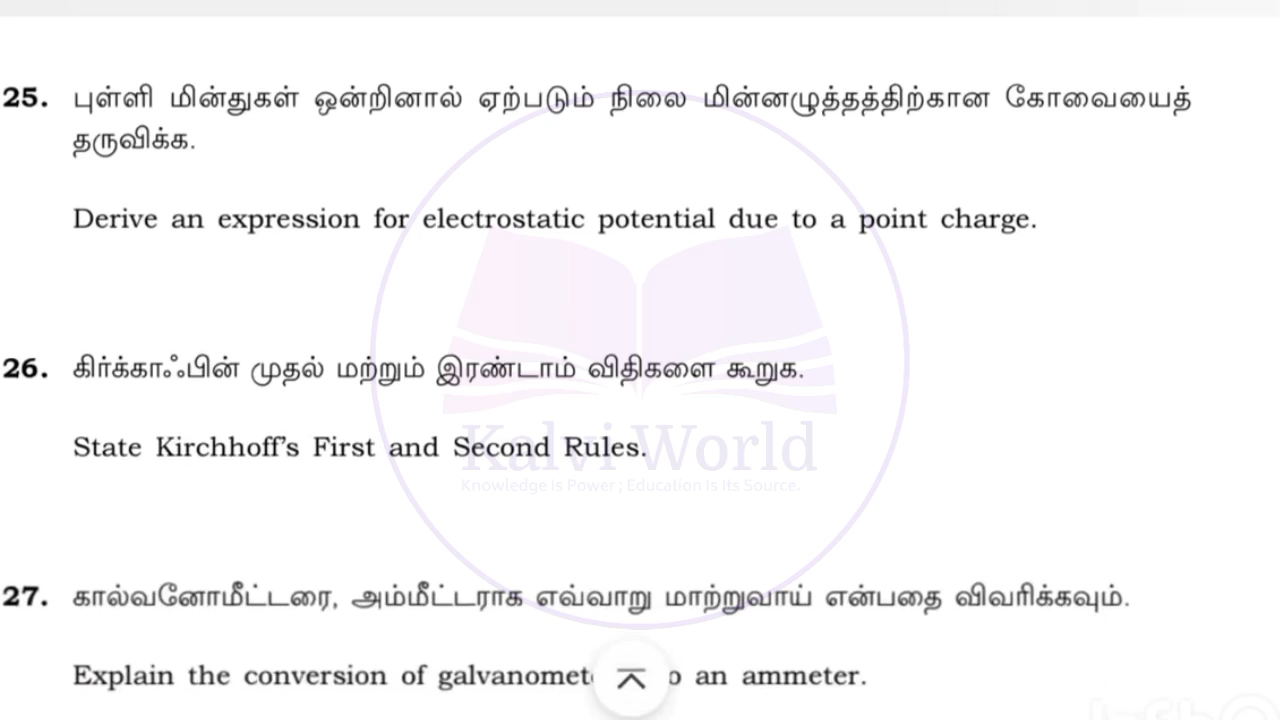 25. புள்ளி மின்துகள் ஒன்றினால் ஏற்படும் நிலை மின்னழுத்தத்திற்கான கோவையைத்
தருவிக்க.
Derive an expression for electrostatic potential due to a point charge.
26. கிர்க்காஃபின் முதல் மற்றும் இரண்டாம் விதிகளை கூறுக.
State Kirchhoff's First and Second Rules.
Kalvi World
Knowledge is Power ; Education is Its Source.
27. கால்வனோமீட்டரை, அம்மீட்டராக எவ்வாறு மாற்றுவாய் என்பதை விவரிக்கவும்.
Explain the conversion of an ammeter.